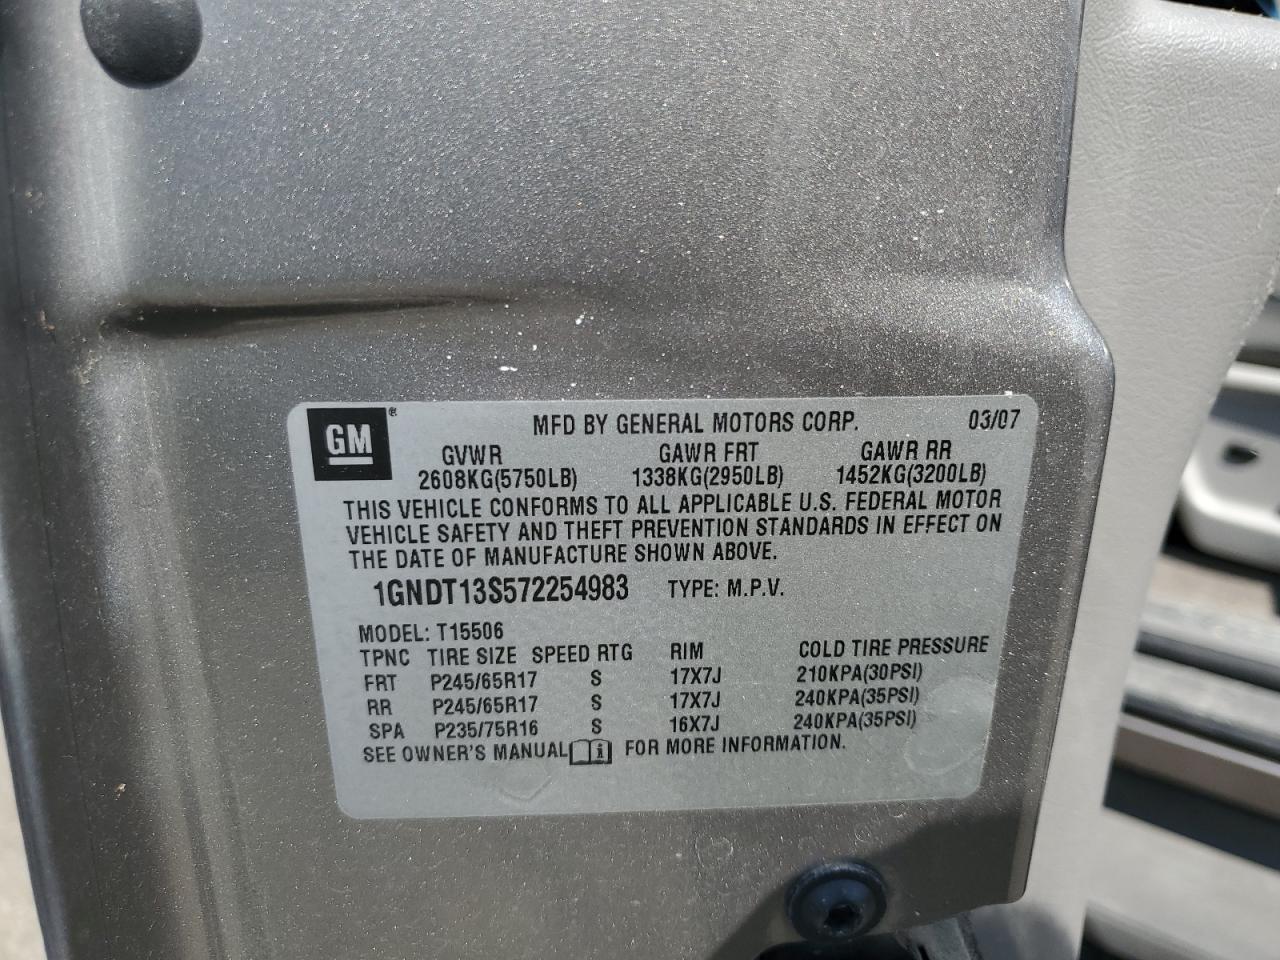 GM® MFD BY GENERAL MOTORS CORP. 03/07
GVWR GAWR FRT GAWR RR
2608KG(5750LB) 1338KG(2950LB) 1452KG(3200LB)
THIS VEHICLE CONFORMS TO ALL APPLICABLE U.S. FEDERAL MOTOR
VEHICLE SAFETY AND THEFT PREVENTION STANDARDS IN EFFECT ON
THE DATE OF MANUFACTURE SHOWN ABOVE.
1GNDT13S572254983 TYPE: M.P.V.
MODEL: T15506
TPNC TIRE SIZE SPEED RTG RIM COLD TIRE PRESSURE
FRT P245/65R17 S 17X7J 210KPA(30PSI)
RR P245/65R17 S 17X7J 240KPA(35PSI)
SPA P235/75R16 S 16X7J 240KPA(35PSI)
SEE OWNER'S MANUAL i FOR MORE INFORMATION.